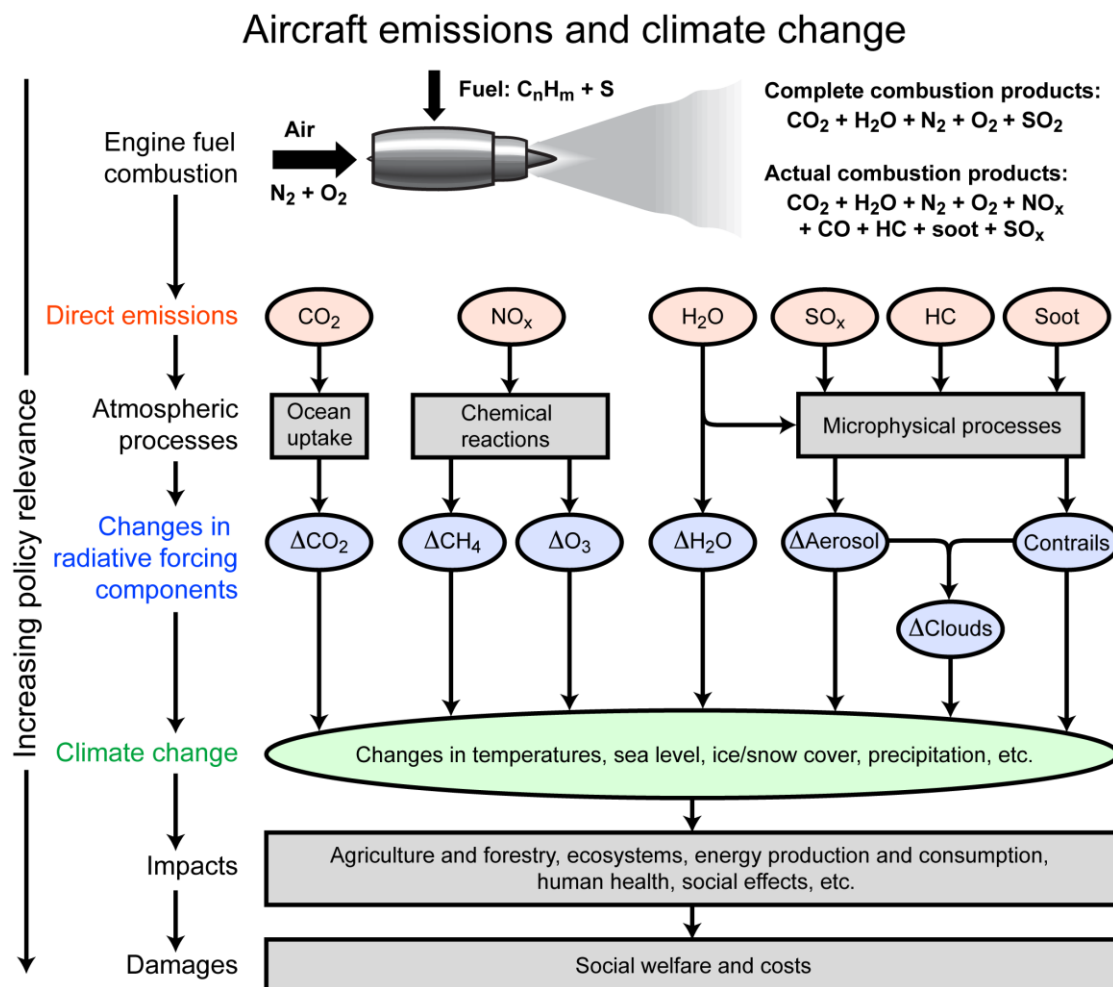 Aircraft emissions and climate change
Increasing policy relevance
Engine fuel
combustion
Air
N₂ + O₂
Fuel: CₙHₘ + S
Complete combustion products:
CO₂ + H₂O + N₂ + O₂ + SO₂
Actual combustion products:
CO₂ + H₂O + N₂ + O₂ + NOₓ
+ CO + HC + soot + SOₓ
Direct emissions
CO₂
NOₓ
H₂O
SOₓ
HC
Soot
Atmospheric
processes
Ocean
uptake
Chemical
reactions
Microphysical processes
Changes in
radiative forcing
components
ΔCO₂
ΔCH₄
ΔO₃
ΔH₂O
ΔAerosol
Contrails
ΔClouds
Climate change
Changes in temperatures, sea level, ice/snow cover, precipitation, etc.
Impacts
Agriculture and forestry, ecosystems, energy production and consumption,
human health, social effects, etc.
Damages
Social welfare and costs